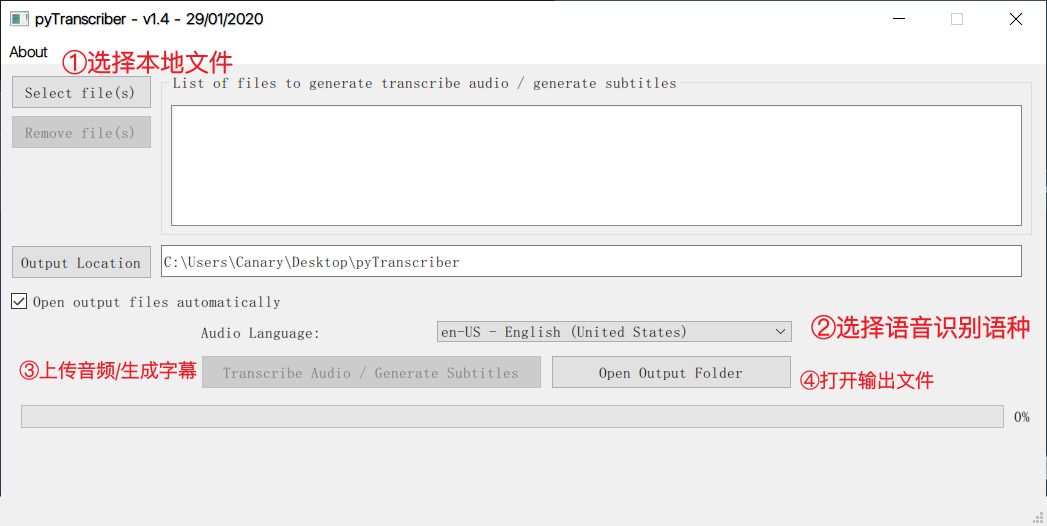 pyTranscriber - v1.4 - 29/01/2020
About
①选择本地文件
Select file(s)
List of files to generate transcribe audio / generate subtitles
Remove file(s)
Output Location
C:\Users\Canary\Desktop\pyTranscriber
Open output files automatically
Audio Language:
en-US - English (United States)
②选择语音识别语种
③上传音频/生成字幕
Transcribe Audio / Generate Subtitles
Open Output Folder
④打开输出文件
0%